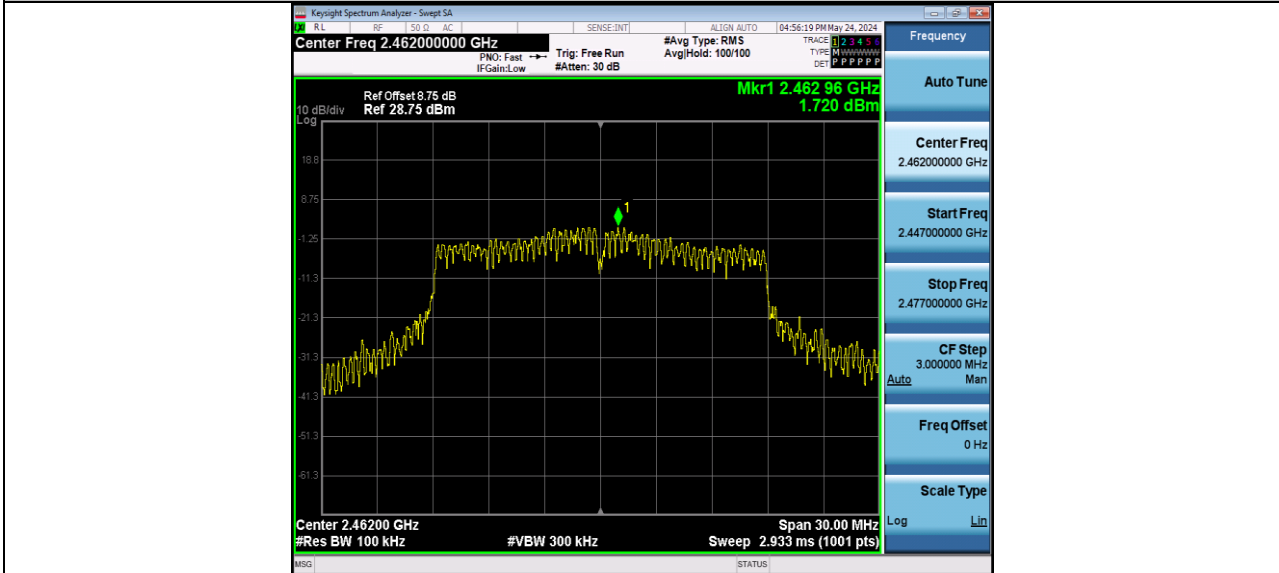 Keysight Spectrum Analyzer - Swept SA
RL RF 50 Ω AC SENSE:INT ALIGN AUTO 04:56:19 PM May 24, 2024
Center Freq 2.462000000 GHz
PNO: Fast
IFGain:Low
Trig: Free Run
#Atten: 30 dB
#Avg Type: RMS
Avg|Hold: 100/100
TRACE 1 2 3 4 5 6
TYPE M WWWWW
DET P P P P P P
Ref Offset 8.75 dB
10 dB/div Ref 28.75 dBm
Log
Mkr1 2.462 96 GHz
1.720 dBm
18.8
8.75
-1.25
-11.3
-21.3
-31.3
-41.3
-51.3
-61.3
1
Center 2.46200 GHz Span 30.00 MHz
#Res BW 100 kHz #VBW 300 kHz Sweep 2.933 ms (1001 pts)
MSG STATUS
Frequency
Auto Tune
Center Freq
2.462000000 GHz
Start Freq
2.447000000 GHz
Stop Freq
2.477000000 GHz
CF Step
3.000000 MHz
Auto Man
Freq Offset
0 Hz
Scale Type
Log Lin